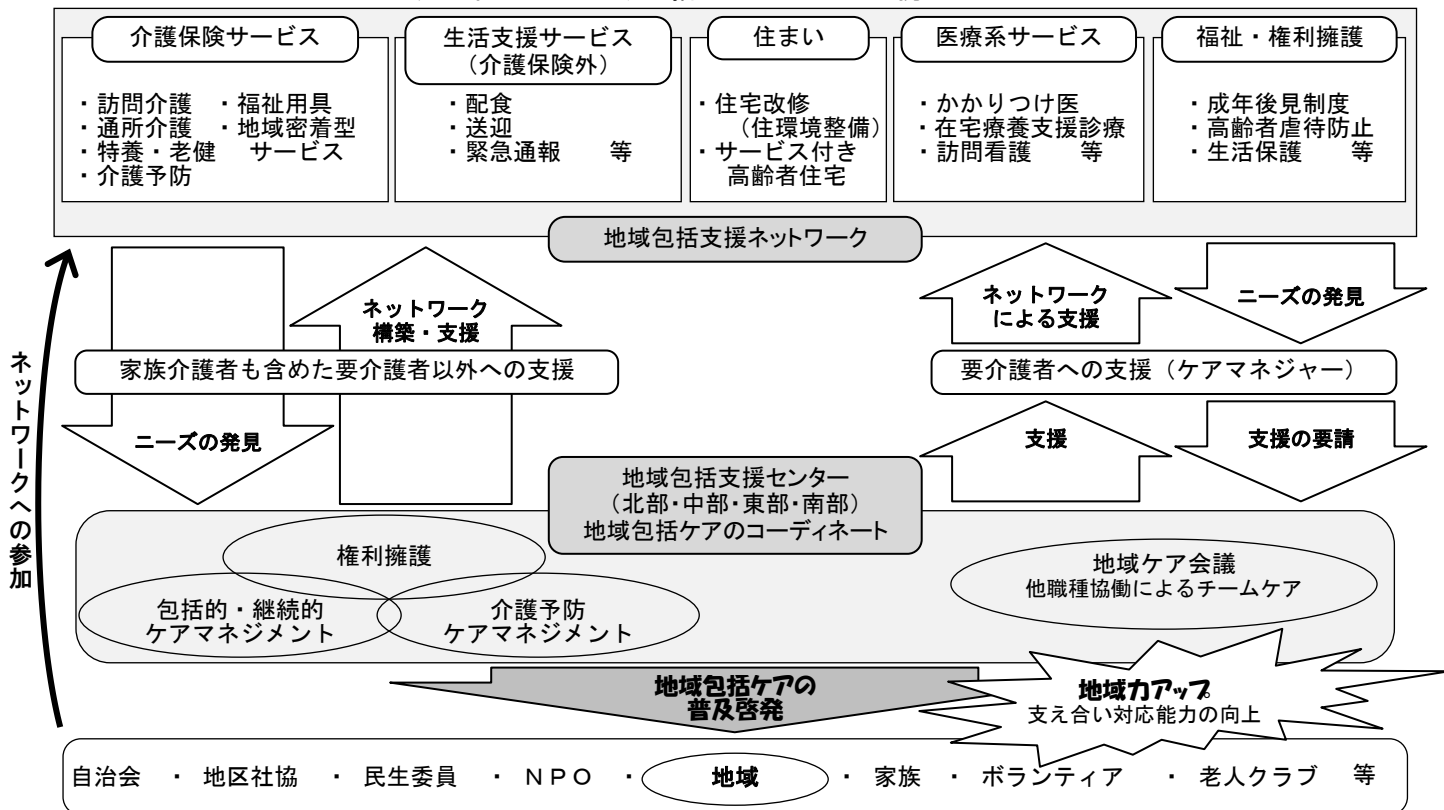 介護保険サービス
・訪問介護 ・福祉用具
・通所介護 ・地域密着型
・特養・老健 サービス
・介護予防
生活支援サービス
（介護保険外）
・配食
・送迎
・緊急通報 等
住まい
・住宅改修
（住環境整備）
・サービス付き
高齢者住宅
医療系サービス
・かかりつけ医
・在宅療養支援診療
・訪問看護 等
福祉・権利擁護
・成年後見制度
・高齢者虐待防止
・生活保護 等
地域包括支援ネットワーク
ネットワーク
構築・支援
ネットワーク
による支援
ニーズの発見
家族介護者も含めた要介護者以外への支援
要介護者への支援（ケアマネジャー）
ニーズの発見
支援
支援の要請
ネットワークへの参加
地域包括支援センター
（北部・中部・東部・南部）
地域包括ケアのコーディネート
権利擁護
包括的・継続的
ケアマネジメント
介護予防
ケアマネジメント
地域ケア会議
他職種協働によるチームケア
地域包括ケアの
普及啓発
地域力アップ
支え合い対応能力の向上
自治会 ・ 地区社協 ・ 民生委員 ・ ＮＰＯ ・ 地域 ・ 家族 ・ ボランティア ・ 老人クラブ 等